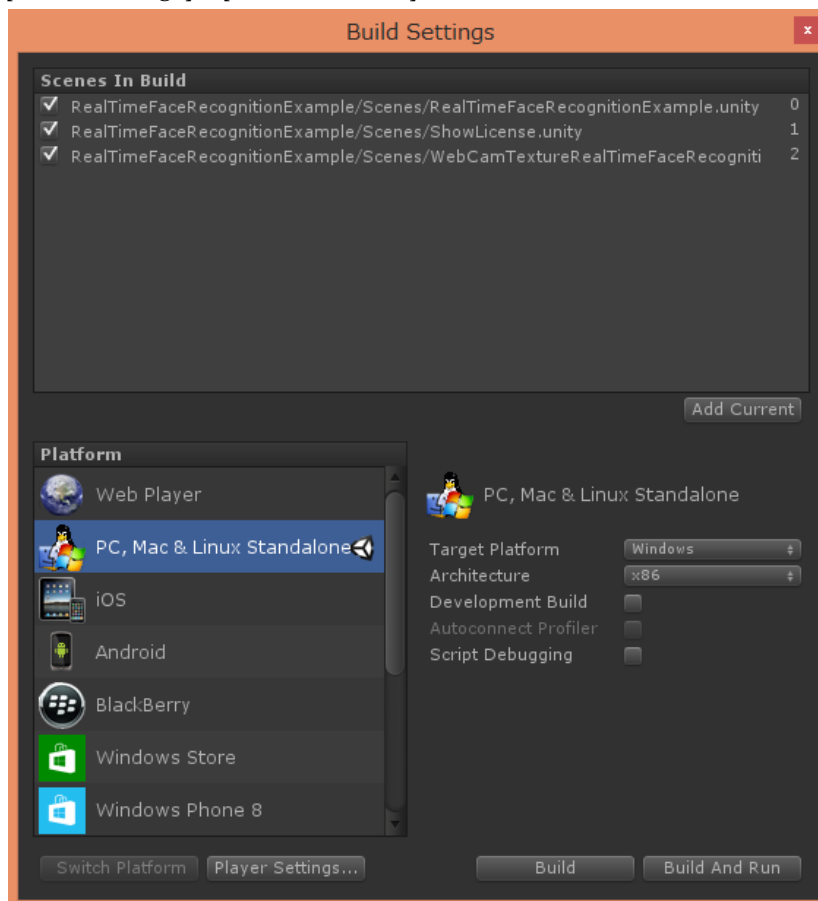 Build Settings
x
Scenes In Build
RealTimeFaceRecognitionExample/Scenes/RealTimeFaceRecognitionExample.unity 0
RealTimeFaceRecognitionExample/Scenes/ShowLicense.unity 1
RealTimeFaceRecognitionExample/Scenes/WebCamTextureRealTimeFaceRecogniti 2
Add Current
Platform
Web Player
PC, Mac & Linux Standalone
iOS
Android
BlackBerry
Windows Store
Windows Phone 8
PC, Mac & Linux Standalone
Target Platform Windows
Architecture x86
Development Build
Autoconnect Profiler
Script Debugging
Switch Platform Player Settings... Build Build And Run